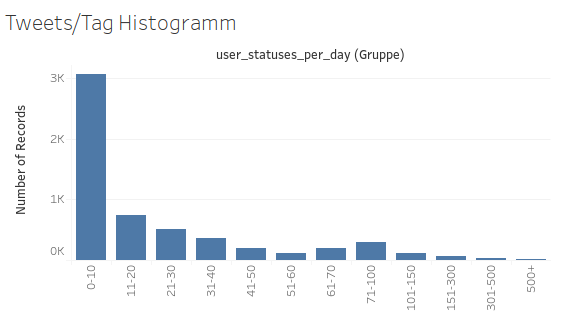 Tweets/Tag Histogramm
user_statuses_per_day (Gruppe)
Number of Records
3K
2K
1K
0K
0-10
11-20
21-30
31-40
41-50
51-60
61-70
71-100
101-150
151-300
301-500
500+